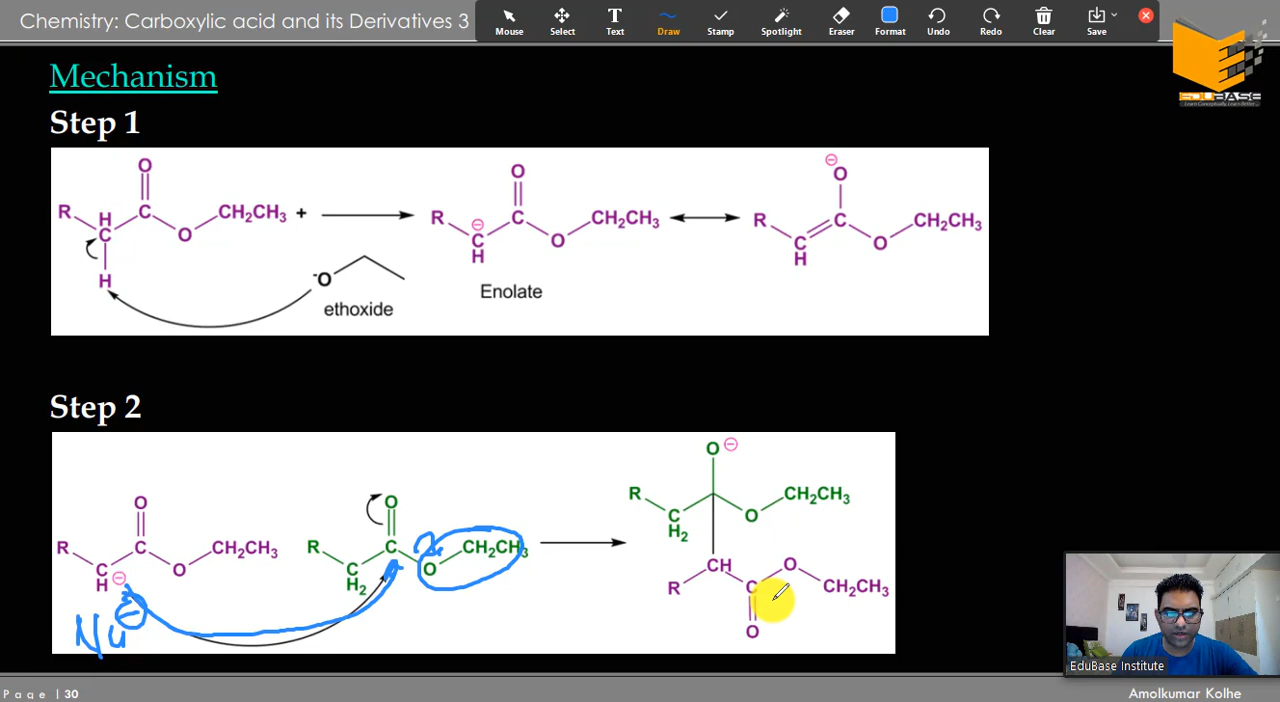 Chemistry: Carboxylic acid and its Derivatives 3
Mouse Select Text Draw Stamp Spotlight Eraser Format Undo Redo Clear Save
EDUBASE
Mechanism
Step 1
R H C H C O O CH2CH3 +
-O
ethoxide
R ⊖ C H C O O CH2CH3
Enolate
R C H C O ⊖ O CH2CH3
Step 2
R C H ⊖ C O O CH2CH3
R C H2 C O O CH2CH3
Nu⊖
O ⊖
R C H2 O CH2CH3
R CH C O O CH2CH3
EduBase Institute
Page | 30
Amolkumar Kolhe